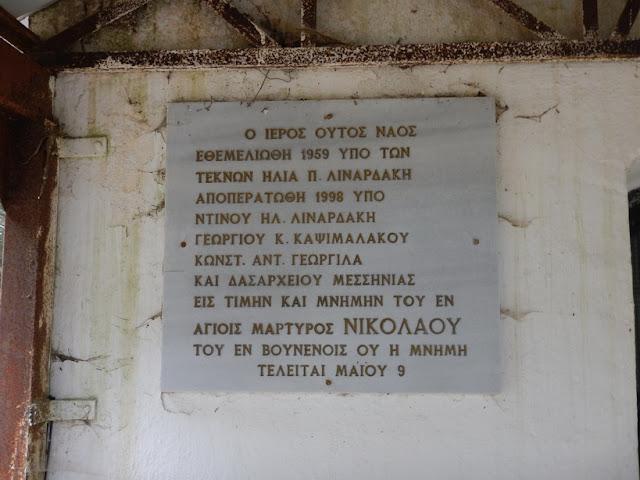 Ο ΙΕΡΟΣ ΟΥΤΟΣ ΝΑΟΣ
ΕΘΕΜΕΛΙΩΘΗ 1959 ΥΠΟ ΤΩΝ
ΤΕΚΝΩΝ ΗΛΙΑ Π. ΛΙΝΑΡΔΑΚΗ
ΑΠΟΠΕΡΑΤΩΘΗ 1998 ΥΠΟ
ΝΤΙΝΟΥ ΗΛ. ΛΙΝΑΡΔΑΚΗ
ΓΕΩΡΓΙΟΥ Κ. ΚΑΨΙΜΑΛΑΚΟΥ
ΚΩΝΣΤ. ΑΝΤ. ΓΕΩΡΓΙΛΑ
ΚΑΙ ΔΑΣΑΡΧΕΙΟΥ ΜΕΣΣΗΝΙΑΣ
ΕΙΣ ΤΙΜΗΝ ΚΑΙ ΜΝΗΜΗΝ ΤΟΥ ΕΝ
ΑΓΙΟΙΣ ΜΑΡΤΥΡΟΣ ΝΙΚΟΛΑΟΥ
ΤΟΥ ΕΝ ΒΟΥΝΕΝΟΙΣ ΟΥ Η ΜΝΗΜΗ
ΤΕΛΕΙΤΑΙ ΜΑΪΟΥ 9